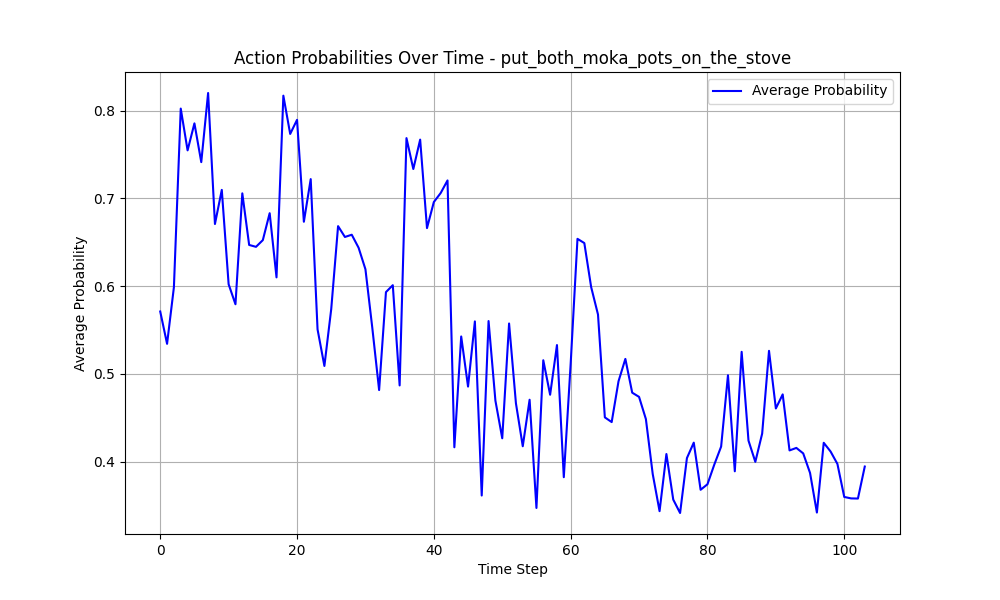 Action Probabilities Over Time - put_both_moka_pots_on_the_stove
Average Probability
0.8
0.7
0.6
0.5
0.4
Average Probability
0
20
40
60
80
100
Time Step